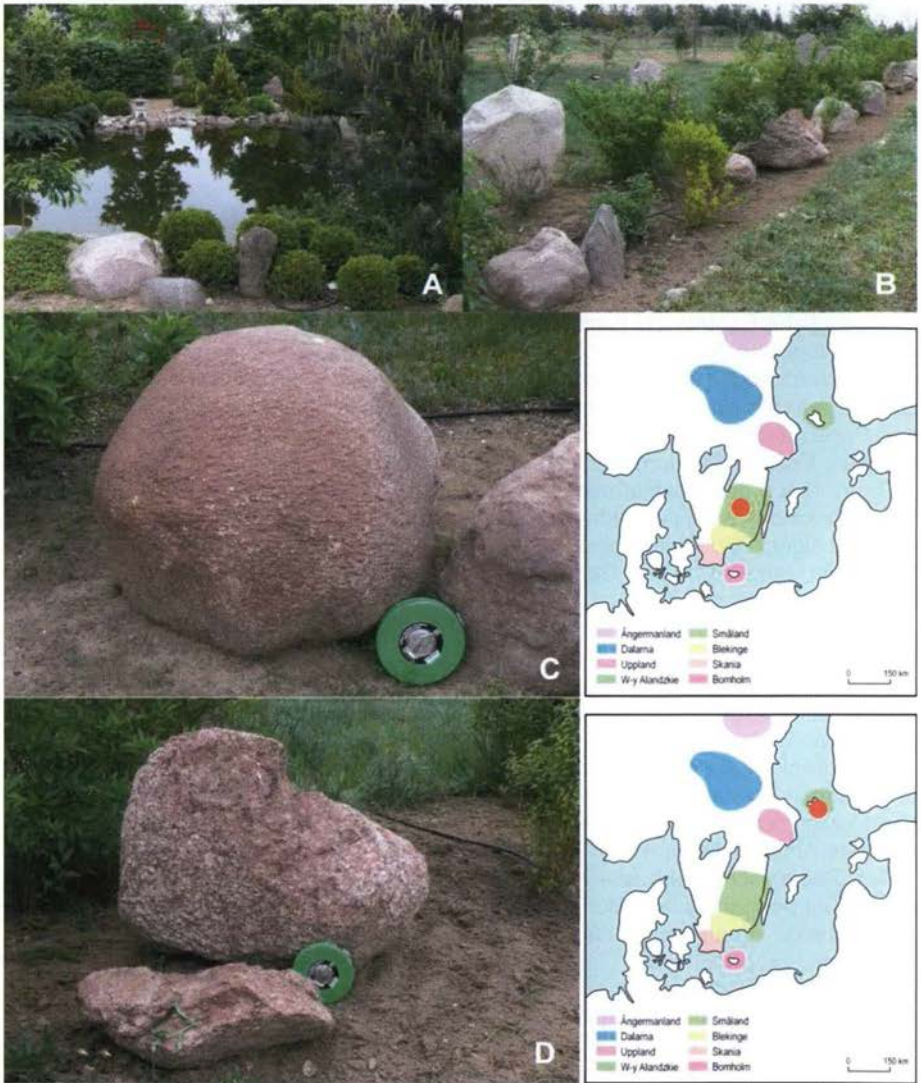 A
B
C
Ångermanland
Dalarna
Uppland
W-y Alandzkie
Småland
Blekinge
Skania
Bornholm
0 150 km
D
Ångermanland
Dalarna
Uppland
W-y Alandzkie
Småland
Blekinge
Skania
Bornholm
0 150 km